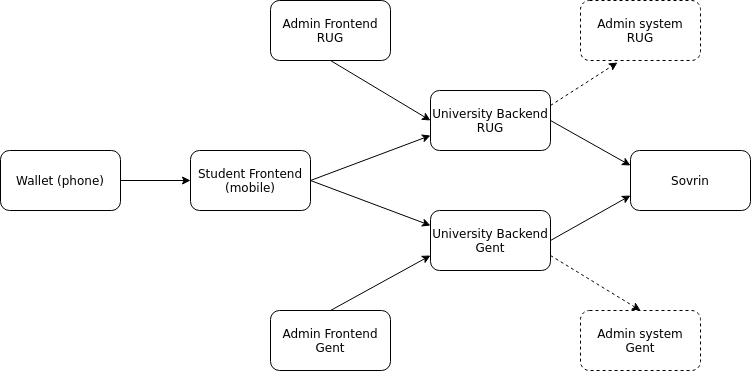 Admin Frontend
RUG
Admin system
RUG
University Backend
RUG
Wallet (phone)
Student Frontend
(mobile)
Sovrin
University Backend
Gent
Admin Frontend
Gent
Admin system
Gent